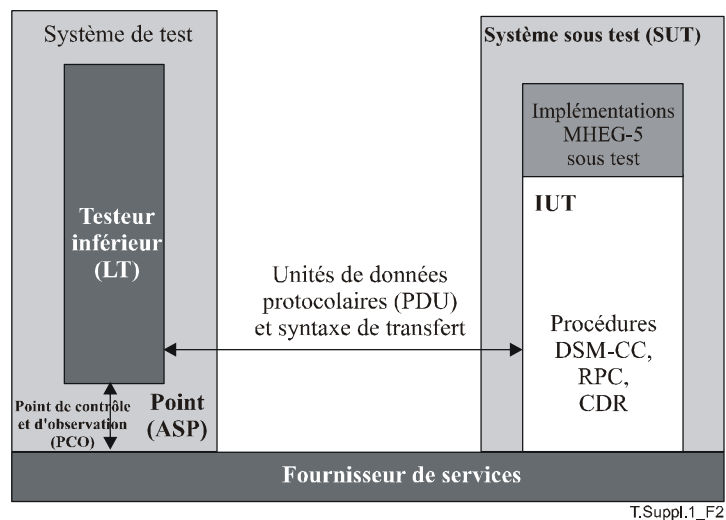 Système de test
Système sous test (SUT)
Implémentations
MHEG-5
sous test
Testeur
inférieur
(LT)
IUT
Unités de données
protocolaires (PDU)
et syntaxe de transfert
Procédures
DSM-CC,
RPC,
CDR
Point de contrôle
et d'observation
(PCO)
Point
(ASP)
Fournisseur de services
T.Suppl.1_F2